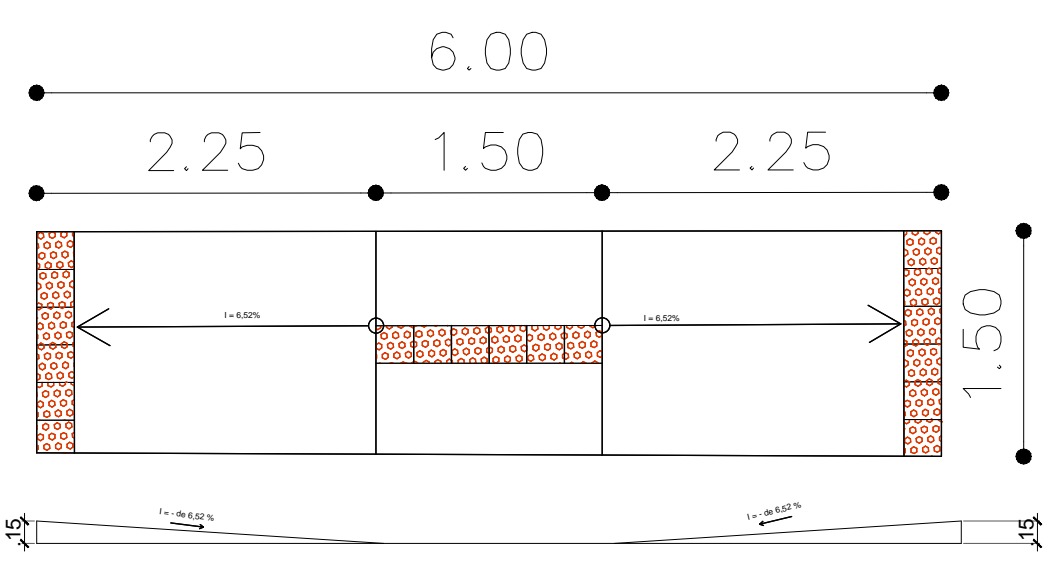 6.00
2.25 1.50 2.25
I = 6,52% I = 6,52%
1.50
I = - de 6,52 % I = - de 6,52 %
.15 .15